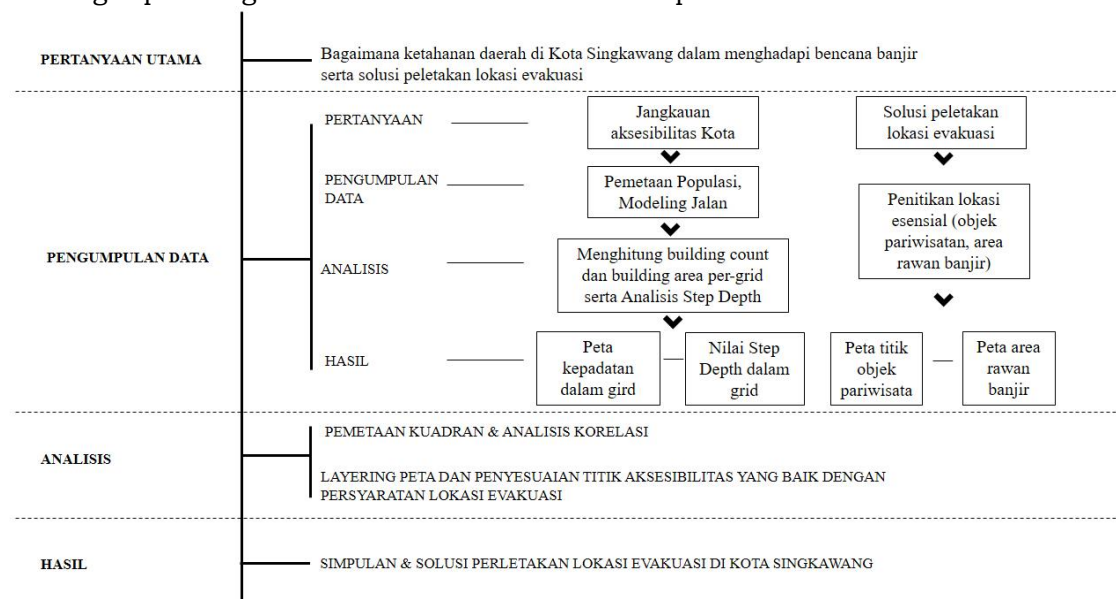 PERTANYAAN UTAMA
Bagaimana ketahanan daerah di Kota Singkawang dalam menghadapi bencana banjir
serta solusi peletakan lokasi evakuasi
PENGUMPULAN DATA
PERTANYAAN
Jangkauan
aksesibilitas Kota
Solusi peletakan
lokasi evakuasi
PENGUMPULAN
DATA
Pemetaan Populasi,
Modeling Jalan
Penitikan lokasi
esensial (objek
pariwisatan, area
rawan banjir)
ANALISIS
Menghitung building count
dan building area per-grid
serta Analisis Step Depth
HASIL
Peta
kepadatan
dalam gird
Nilai Step
Depth dalam
grid
Peta titik
objek
pariwisata
Peta area
rawan
banjir
ANALISIS
PEMETAAN KUADRAN & ANALISIS KORELASI
LAYERING PETA DAN PENYESUAIAN TITIK AKSESIBILITAS YANG BAIK DENGAN
PERSYARATAN LOKASI EVAKUASI
HASIL
SIMPULAN & SOLUSI PERLETAKAN LOKASI EVAKUASI DI KOTA SINGKAWANG